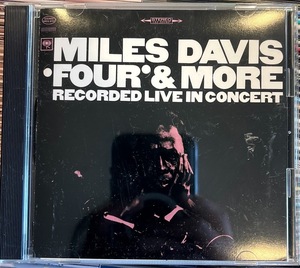 MILES DAVIS
'FOUR' & MORE
RECORDED LIVE IN CONCERT